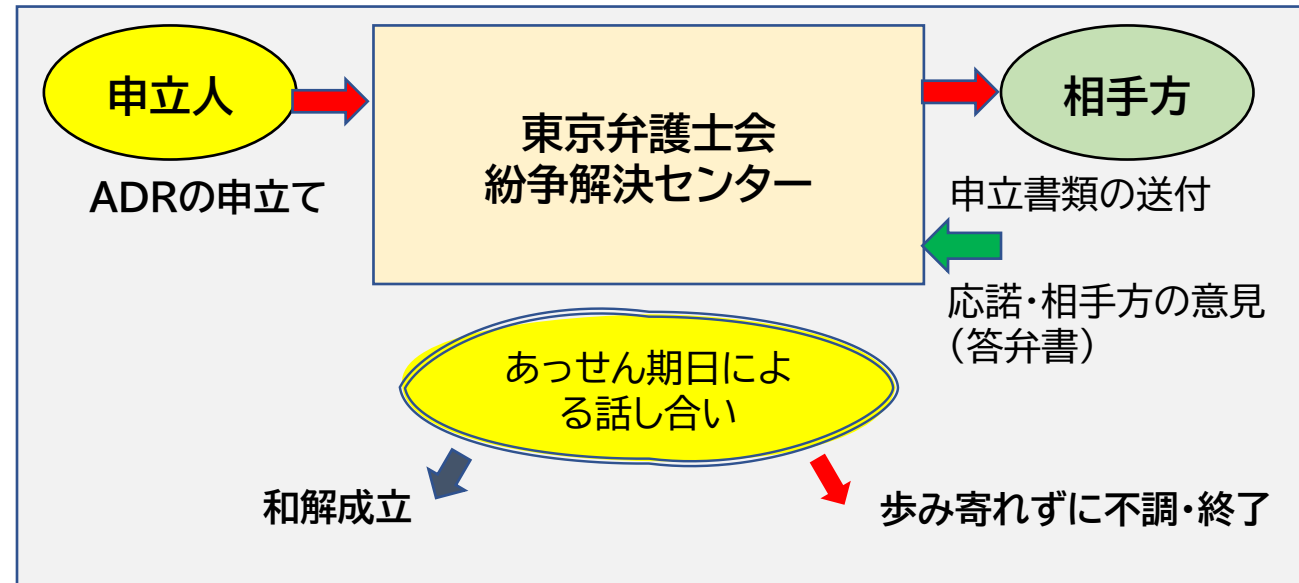 申立人
ADRの申立て
東京弁護士会
紛争解決センター
相手方
申立書類の送付
応諾・相手方の意見
（答弁書）
あっせん期日によ
る話し合い
和解成立
歩み寄れずに不調・終了